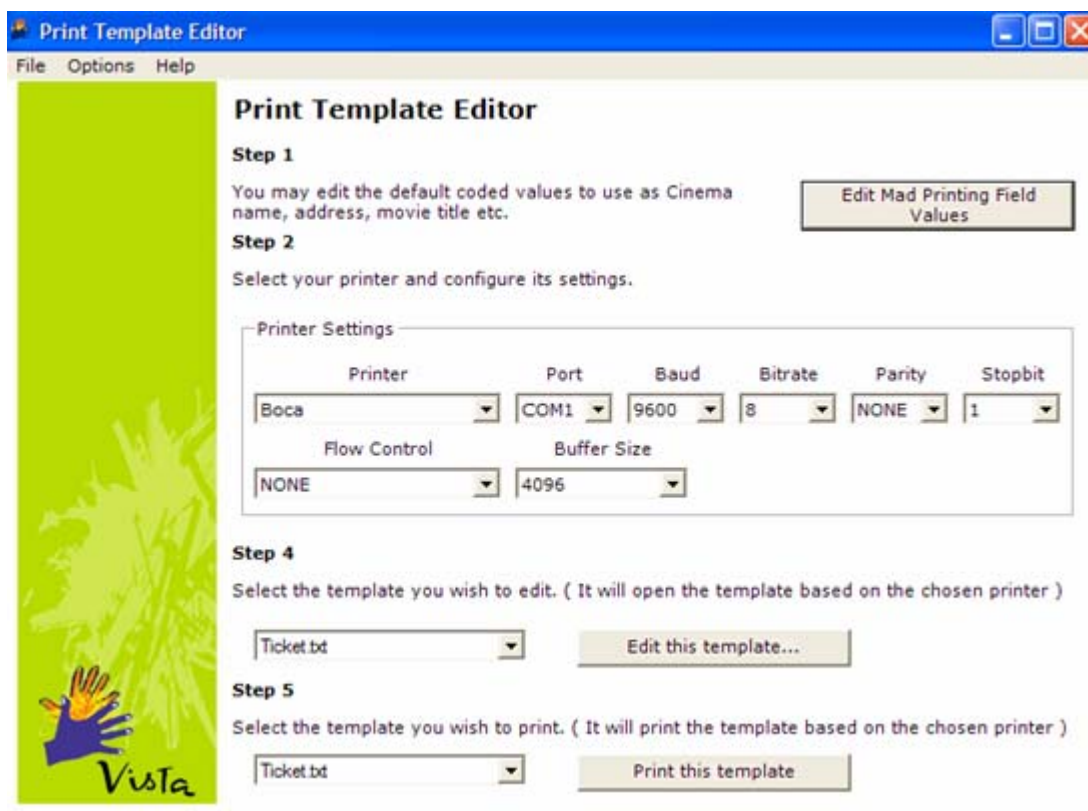 Print Template Editor
File Options Help
Print Template Editor
Step 1
You may edit the default coded values to use as Cinema
name, address, movie title etc.
Edit Mad Printing Field
Values
Step 2
Select your printer and configure its settings.
Printer Settings
Printer Port Baud Bitrate Parity Stopbit
Boca COM1 9600 8 NONE 1
Flow Control Buffer Size
NONE 4096
Step 4
Select the template you wish to edit. ( It will open the template based on the chosen printer )
Ticket.txt Edit this template...
Step 5
Select the template you wish to print. ( It will print the template based on the chosen printer )
Ticket.txt Print this template
Vista